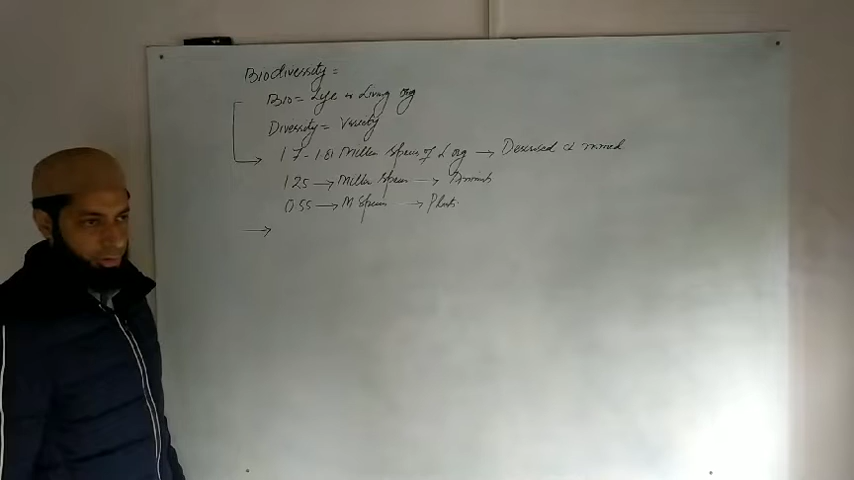 Biodiversity =
Bio = Life or Living org
Diversity = Variety
1.7 - 1.81 Million Species of L org → Described & named
1.25 → Million Species → Animals
0.55 → M Species → Plants
→